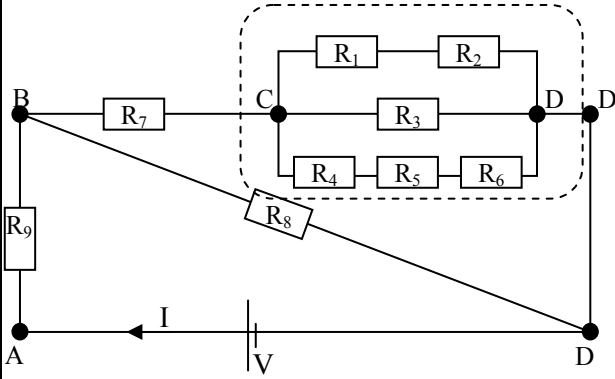 R₁ R₂
B C D D
R₇ R₃
R₄ R₅ R₆
R₈
R₉
I
A V D